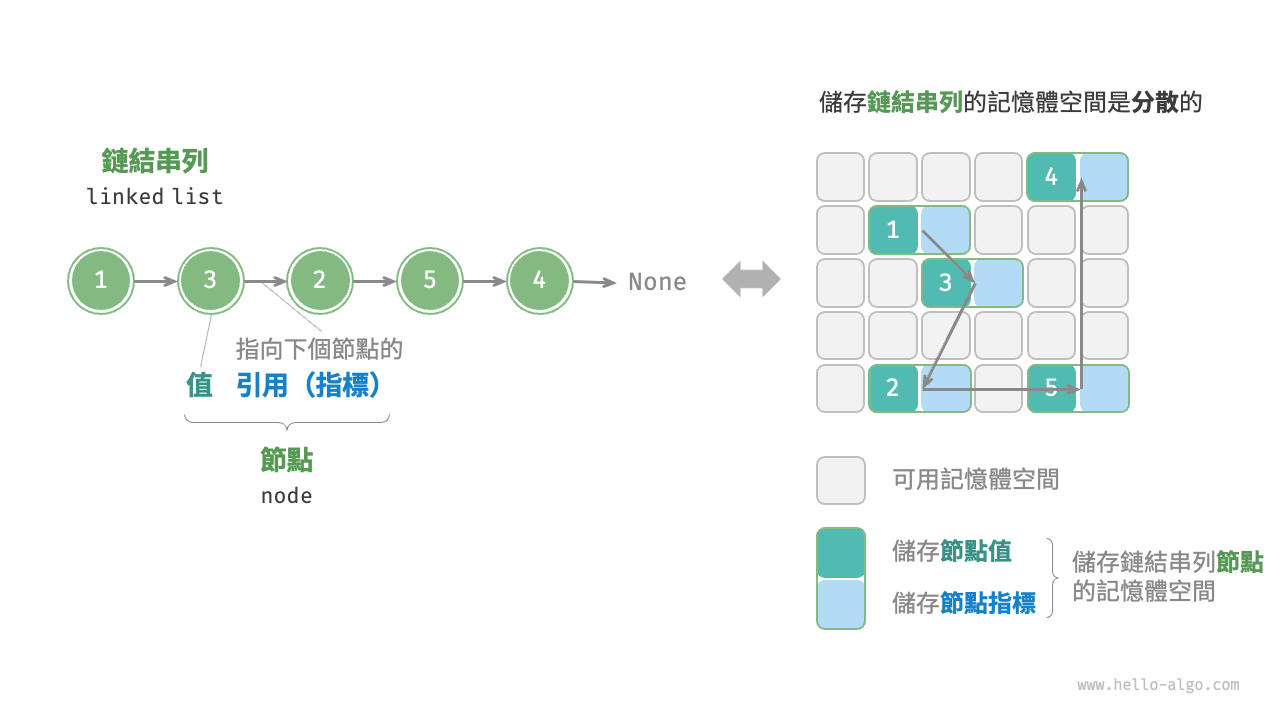 鏈結串列
linked list
1
3
2
5
4
None
指向下個節點的
值
引用（指標）
節點
node
儲存鏈結串列的記憶體空間是分散的
4
1
3
2
5
可用記憶體空間
儲存節點值
儲存節點指標
儲存鏈結串列節點
的記憶體空間
www.hello-algo.com